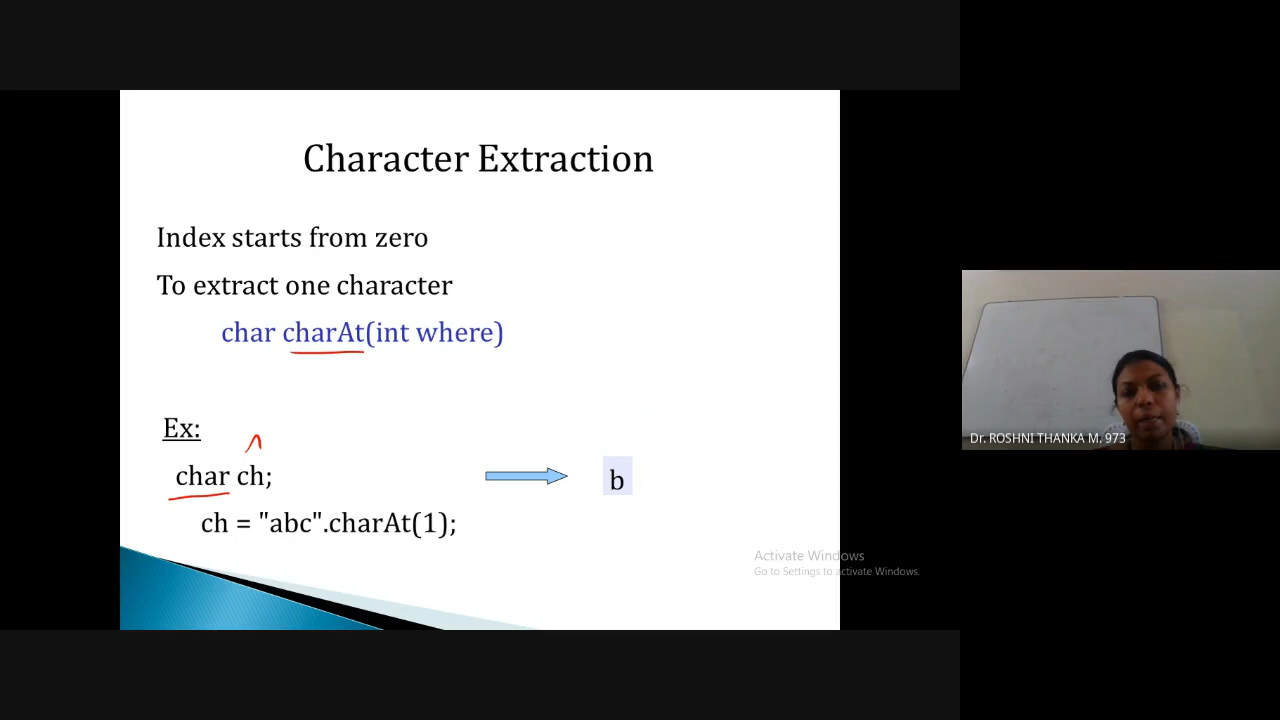 Character Extraction
Index starts from zero
To extract one character
char charAt(int where)
Ex:
char ch;
b
ch = "abc".charAt(1);
Activate Windows
Go to Settings to activate Windows.
Dr. ROSHNI THANKA M. 973